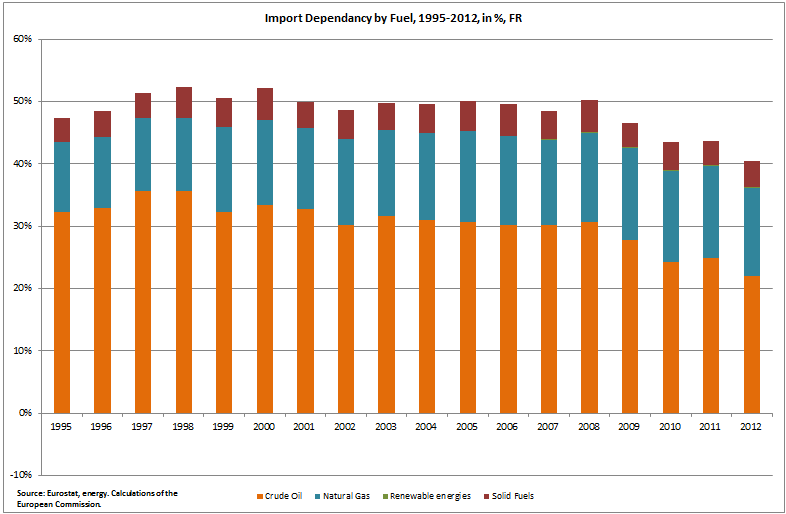 Import Dependancy by Fuel, 1995-2012, in %, FR
60%
50%
40%
30%
20%
10%
0%
1995 1996 1997 1998 1999 2000 2001 2002 2003 2004 2005 2006 2007 2008 2009 2010 2011 2012
-10%
Source: Eurostat, energy. Calculations of the
European Commission.
Crude Oil Natural Gas Renewable energies Solid Fuels